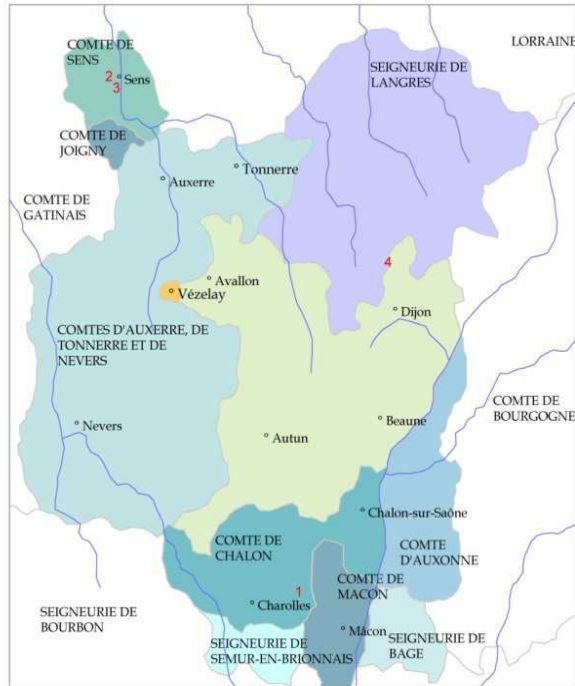 COMTE DE
SENS
2
Sens
3
LORRAINE
SEIGNEURIE DE
LANGRES
COMTE DE
JOIGNY
Tonnerre
Auxerre
COMTE DE
GATINAIS
4
Avallon
Vézelay
Dijon
COMTES D'AUXERRE, DE
TONNERRE ET DE
NEVERS
COMTE DE
BOURGOGNE
Nevers
Beaune
Autun
Chalon-sur-Saône
COMTE DE
CHALON
COMTE
D'AUXONNE
1
COMTE DE
MACON
Charolles
SEIGNEURIE DE
BOURBON
Mâcon
SEIGNEURIE DE
SEMUR-EN-BRIONNAIS
SEIGNEURIE DE
BAGE